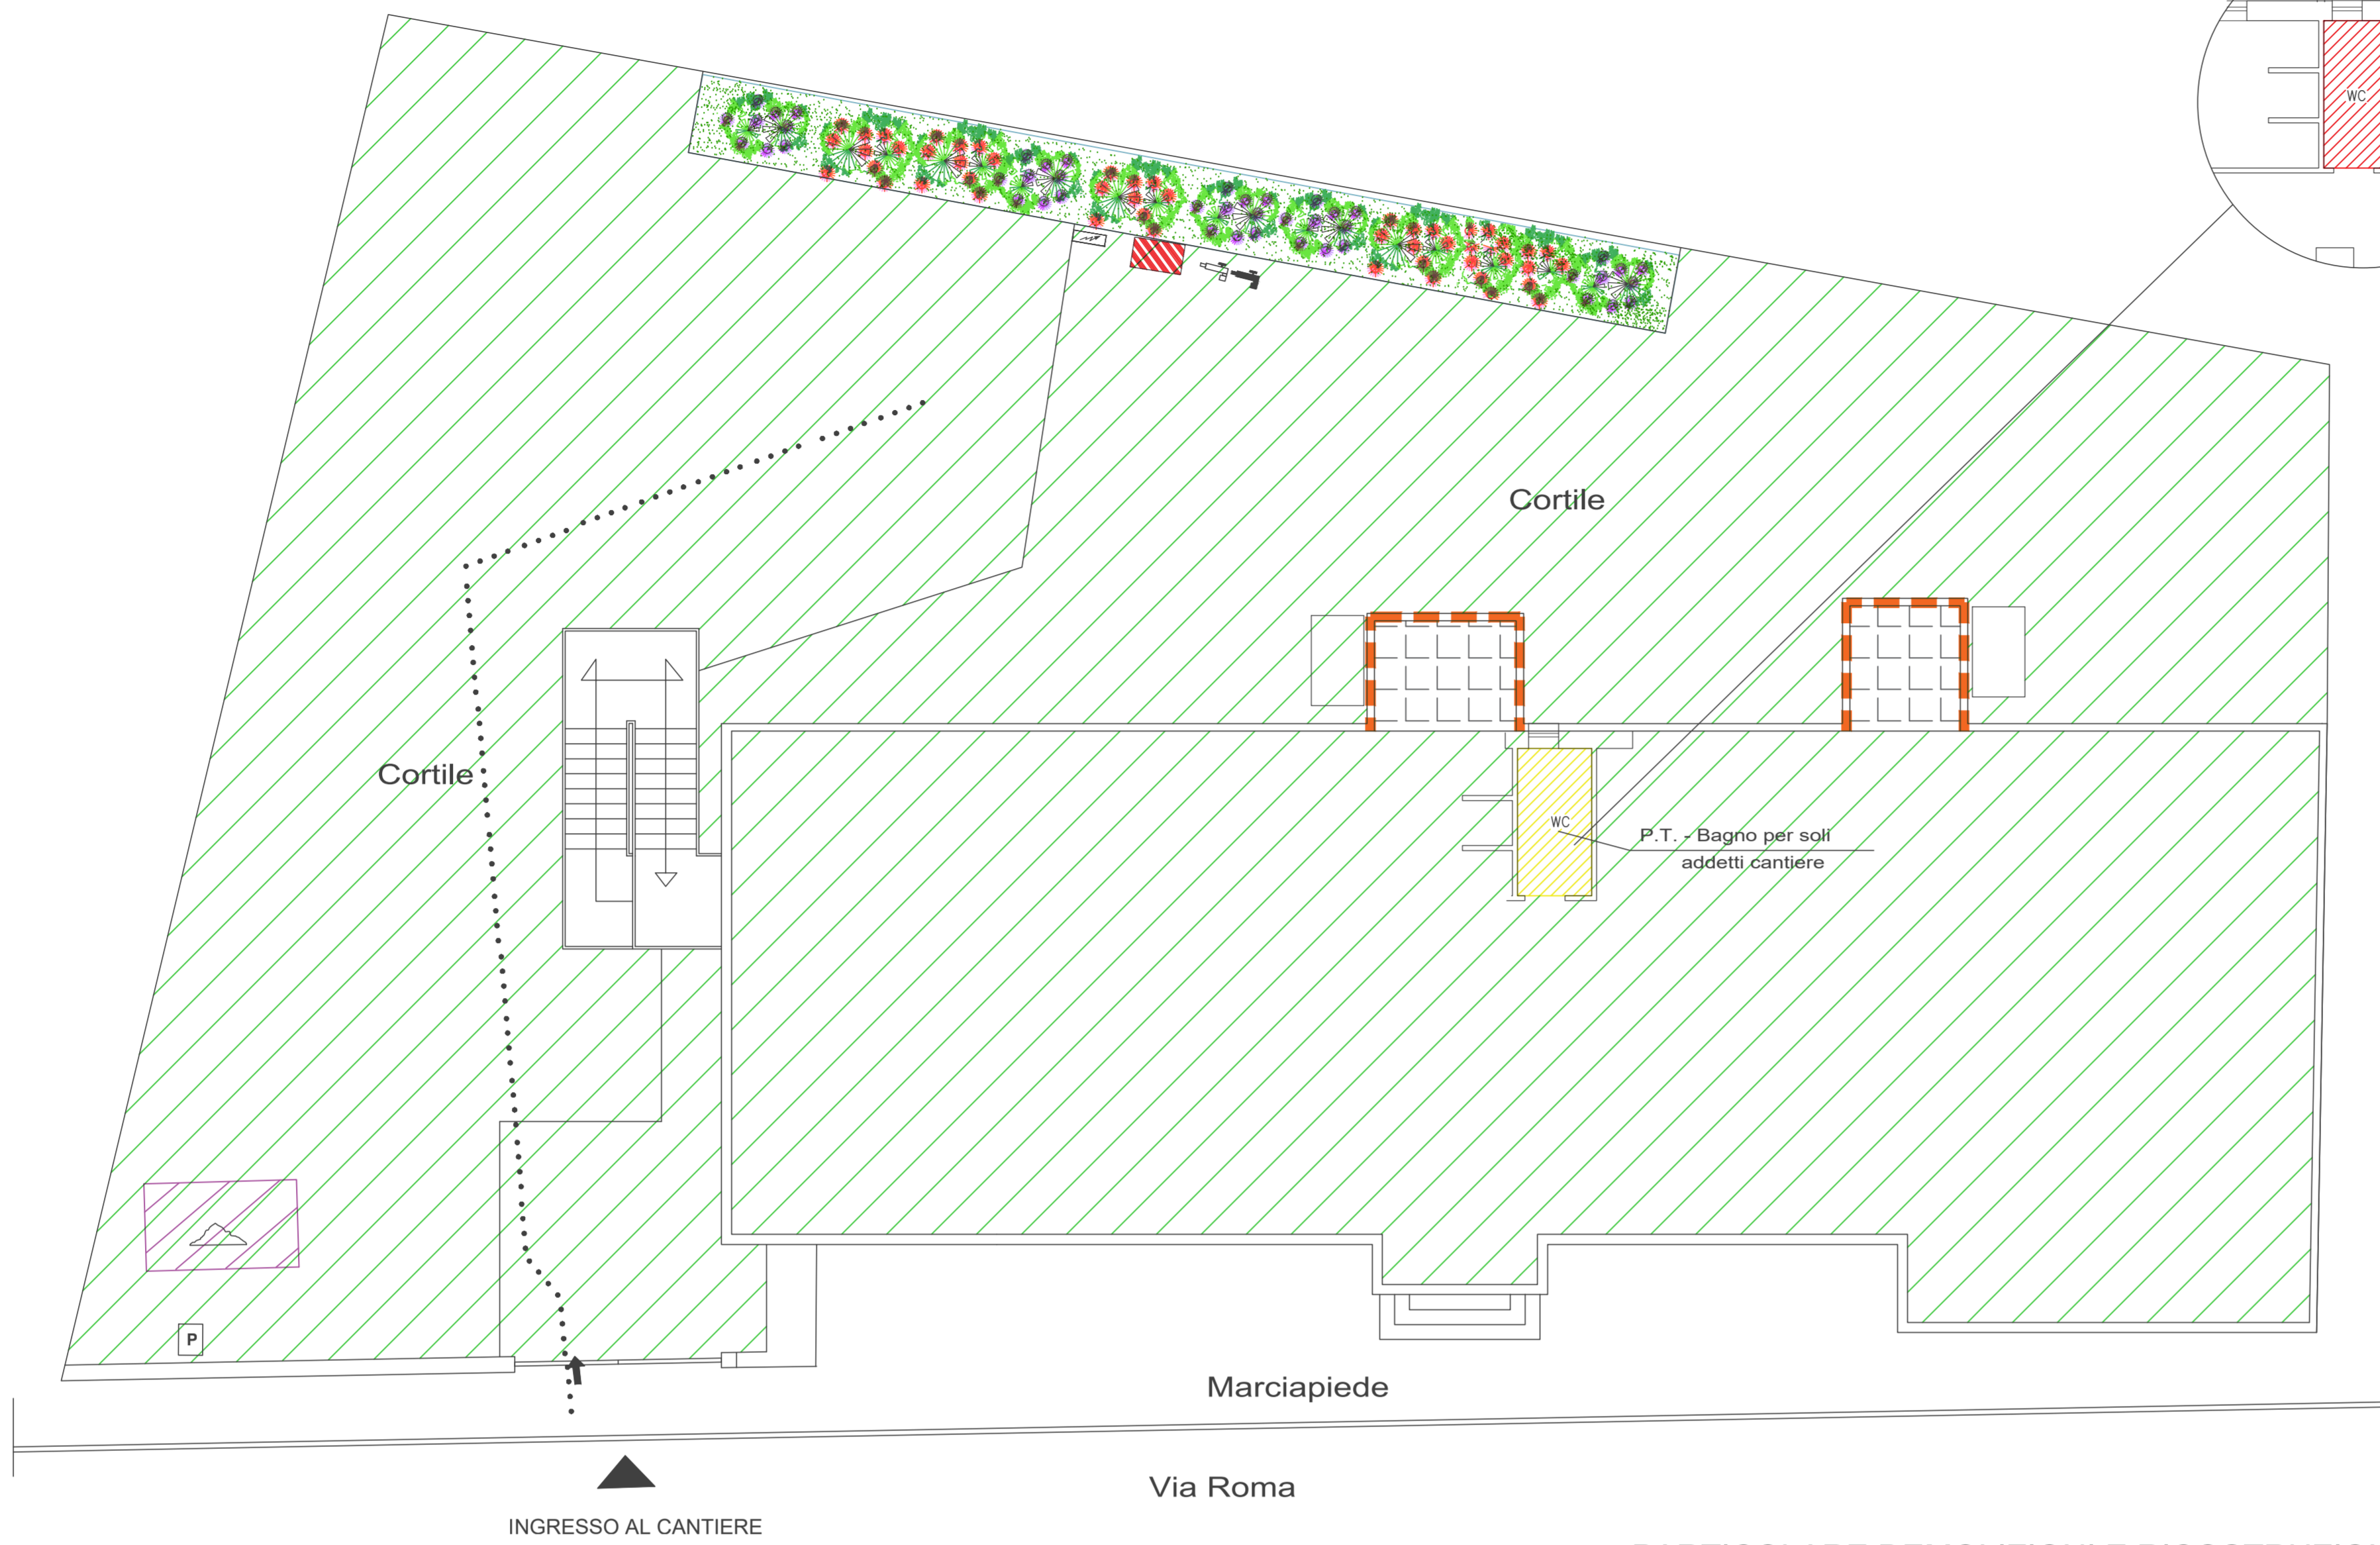 WC
Cortile
Cortile
WC
P.T. - Bagno per soli
addetti cantiere
P
Marciapiede
Via Roma
INGRESSO AL CANTIERE